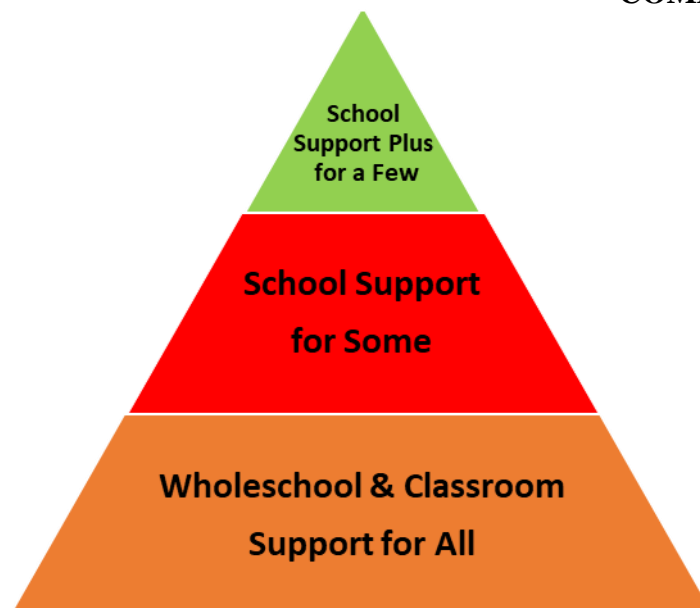 School
Support Plus
for a Few
School Support
for Some
Wholeschool & Classroom
Support for All